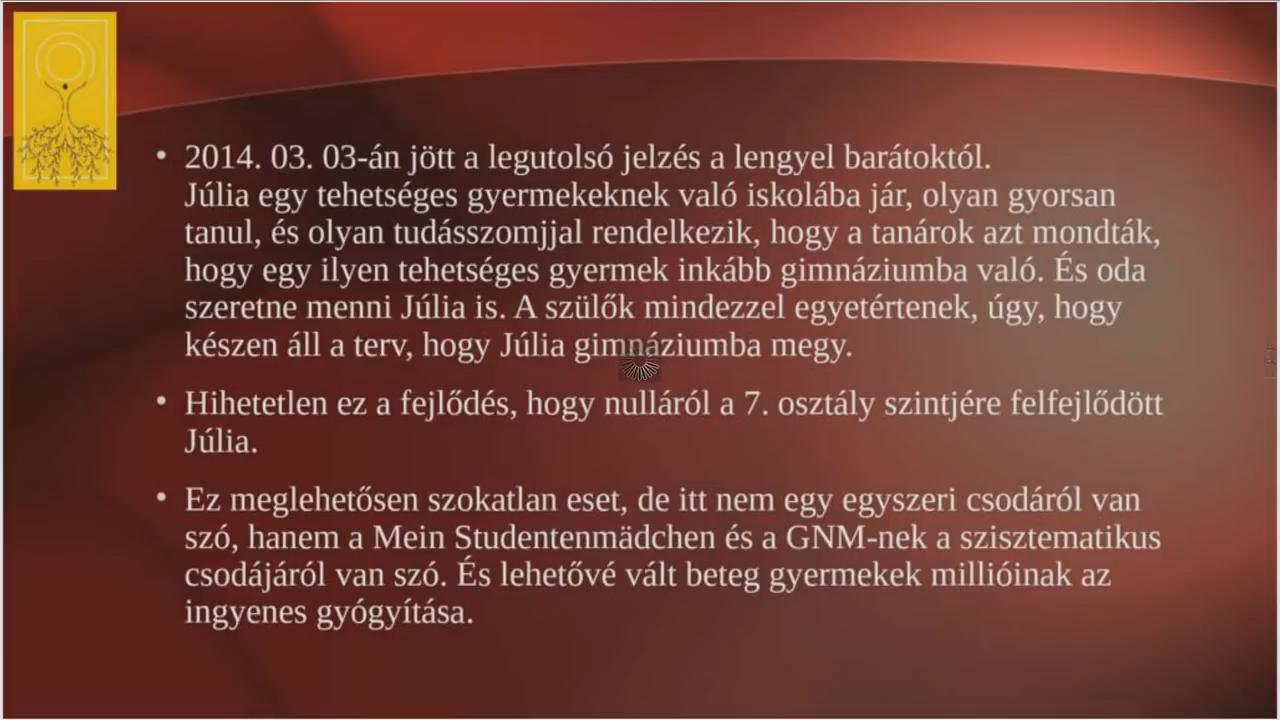 • 2014. 03. 03-án jött a legutolsó jelzés a lengyel barátoktól.
Júlia egy tehetséges gyermekeknek való iskolába jár, olyan gyorsan
tanul, és olyan tudásszomjjal rendelkezik, hogy a tanárok azt mondták,
hogy egy ilyen tehetséges gyermek inkább gimnáziumba való. És oda
szeretne menni Júlia is. A szülők mindezzel egyetértenek, úgy, hogy
készen áll a terv, hogy Júlia gimnáziumba megy.
• Hihetetlen ez a fejlődés, hogy nulláról a 7. osztály szintjére felfejlődött
Júlia.
• Ez meglehetősen szokatlan eset, de itt nem egy egyszeri csodáról van
szó, hanem a Mein Studentenmädchen és a GNM-nek a szisztematikus
csodájáról van szó. És lehetővé vált beteg gyermekek millióinak az
ingyenes gyógyítása.